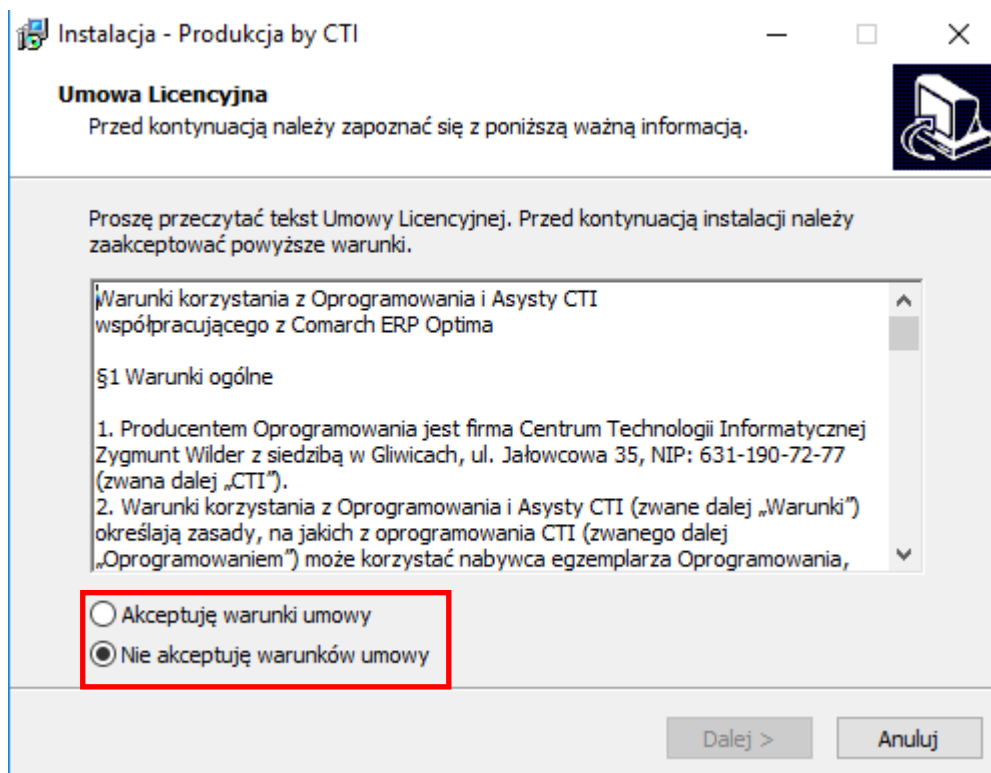 Instalacja - Produkcja by CTI
Umowa Licencyjna
Przed kontynuacją należy zapoznać się z poniższą ważną informacją.
Proszę przeczytać tekst Umowy Licencyjnej. Przed kontynuacją instalacji należy
zaakceptować powyższe warunki.
Warunki korzystania z Oprogramowania i Asysty CTI
współpracującego z Comarch ERP Optima
§1 Warunki ogólne
1. Producentem Oprogramowania jest firma Centrum Technologii Informatycznej
Zygmunt Wilder z siedzibą w Gliwicach, ul. Jałowcowa 35, NIP: 631-190-72-77
(zwana dalej „CTI”).
2. Warunki korzystania z Oprogramowania i Asysty CTI (zwane dalej „Warunki”)
określają zasady, na jakich z oprogramowania CTI (zwanego dalej
„Oprogramowaniem”) może korzystać nabywca egzemplarza Oprogramowania,
Akceptuję warunki umowy
Nie akceptuję warunków umowy
Dalej >
Anuluj